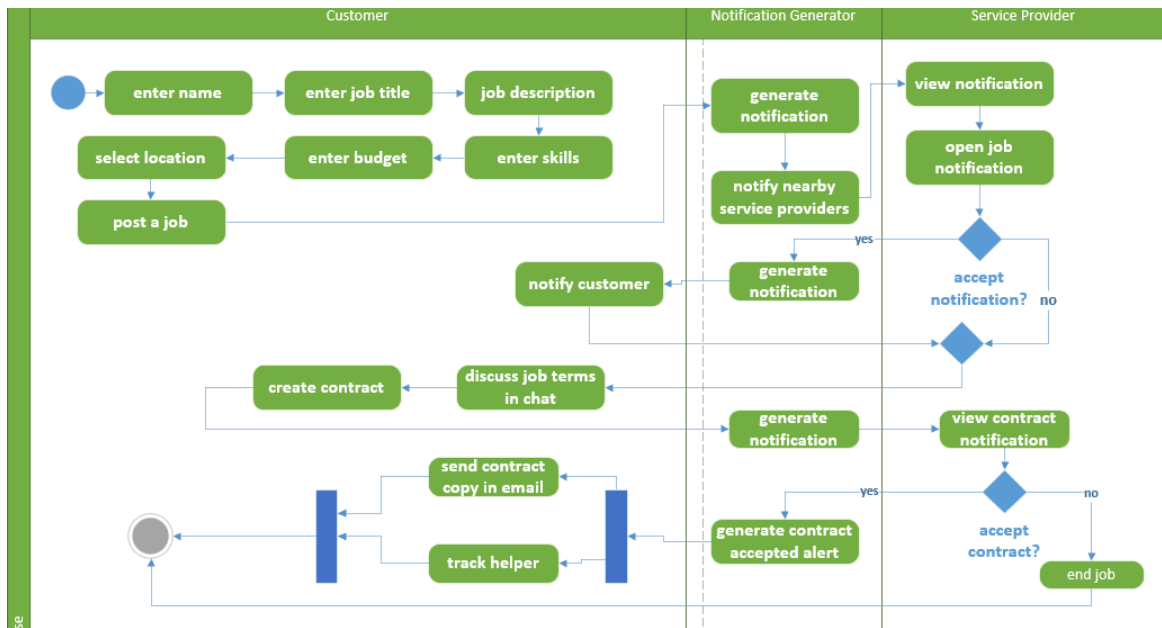 Customer
Notification Generator
Service Provider
enter name
enter job title
job description
view notification
generate
notification
select location
enter budget
enter skills
open job
notification
notify nearby
service providers
post a job
yes
notify customer
generate
notification
accept
notification?
no
create contract
discuss job terms
in chat
generate
notification
view contract
notification
send contract
copy in email
yes
no
generate contract
accepted alert
accept
contract?
track helper
end job
se